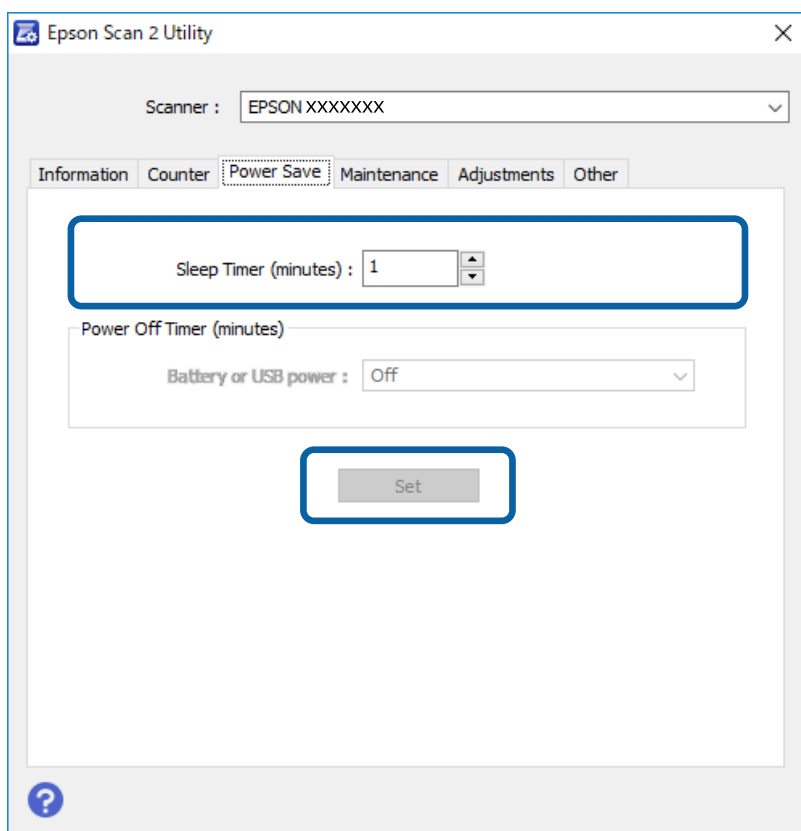 Epson Scan 2 Utility
Scanner : EPSON XXXXXXX
Information Counter Power Save Maintenance Adjustments Other
Sleep Timer (minutes) : 1
Power Off Timer (minutes)
Battery or USB power : Off
Set
?